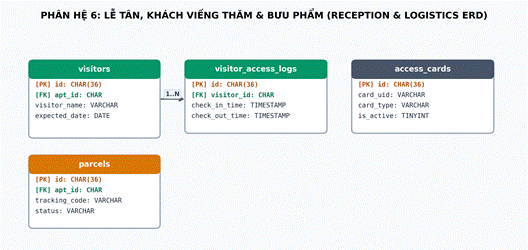 PHÂN HỆ 6: LỄ TÂN, KHÁCH VIẾNG THĂM & BƯU PHẨM (RECEPTION & LOGISTICS ERD)
visitors
[PK] id: CHAR(36)
[FK] apt_id: CHAR
visitor_name: VARCHAR
expected_date: DATE
1..N
visitor_access_logs
[PK] id: CHAR(36)
[FK] visitor_id: CHAR
check_in_time: TIMESTAMP
check_out_time: TIMESTAMP
access_cards
[PK] id: CHAR(36)
card_uid: VARCHAR
card_type: VARCHAR
is_active: TINYINT
parcels
[PK] id: CHAR(36)
[FK] apt_id: CHAR
tracking_code: VARCHAR
status: VARCHAR